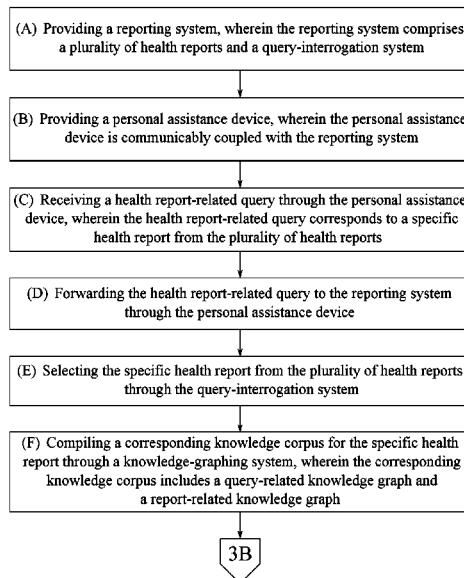 (A) Providing a reporting system, wherein the reporting system comprises
a plurality of health reports and a query-interrogation system
(B) Providing a personal assistance device, wherein the personal assistance
device is communicably coupled with the reporting system
(C) Receiving a health report-related query through the personal assistance
device, wherein the health report-related query corresponds to a specific
health report from the plurality of health reports
(D) Forwarding the health report-related query to the reporting system
through the personal assistance device
(E) Selecting the specific health report from the plurality of health reports
through the query-interrogation system
(F) Compiling a corresponding knowledge corpus for the specific health
report through a knowledge-graphing system, wherein the corresponding
knowledge corpus includes a query-related knowledge graph and
a report-related knowledge graph
3B